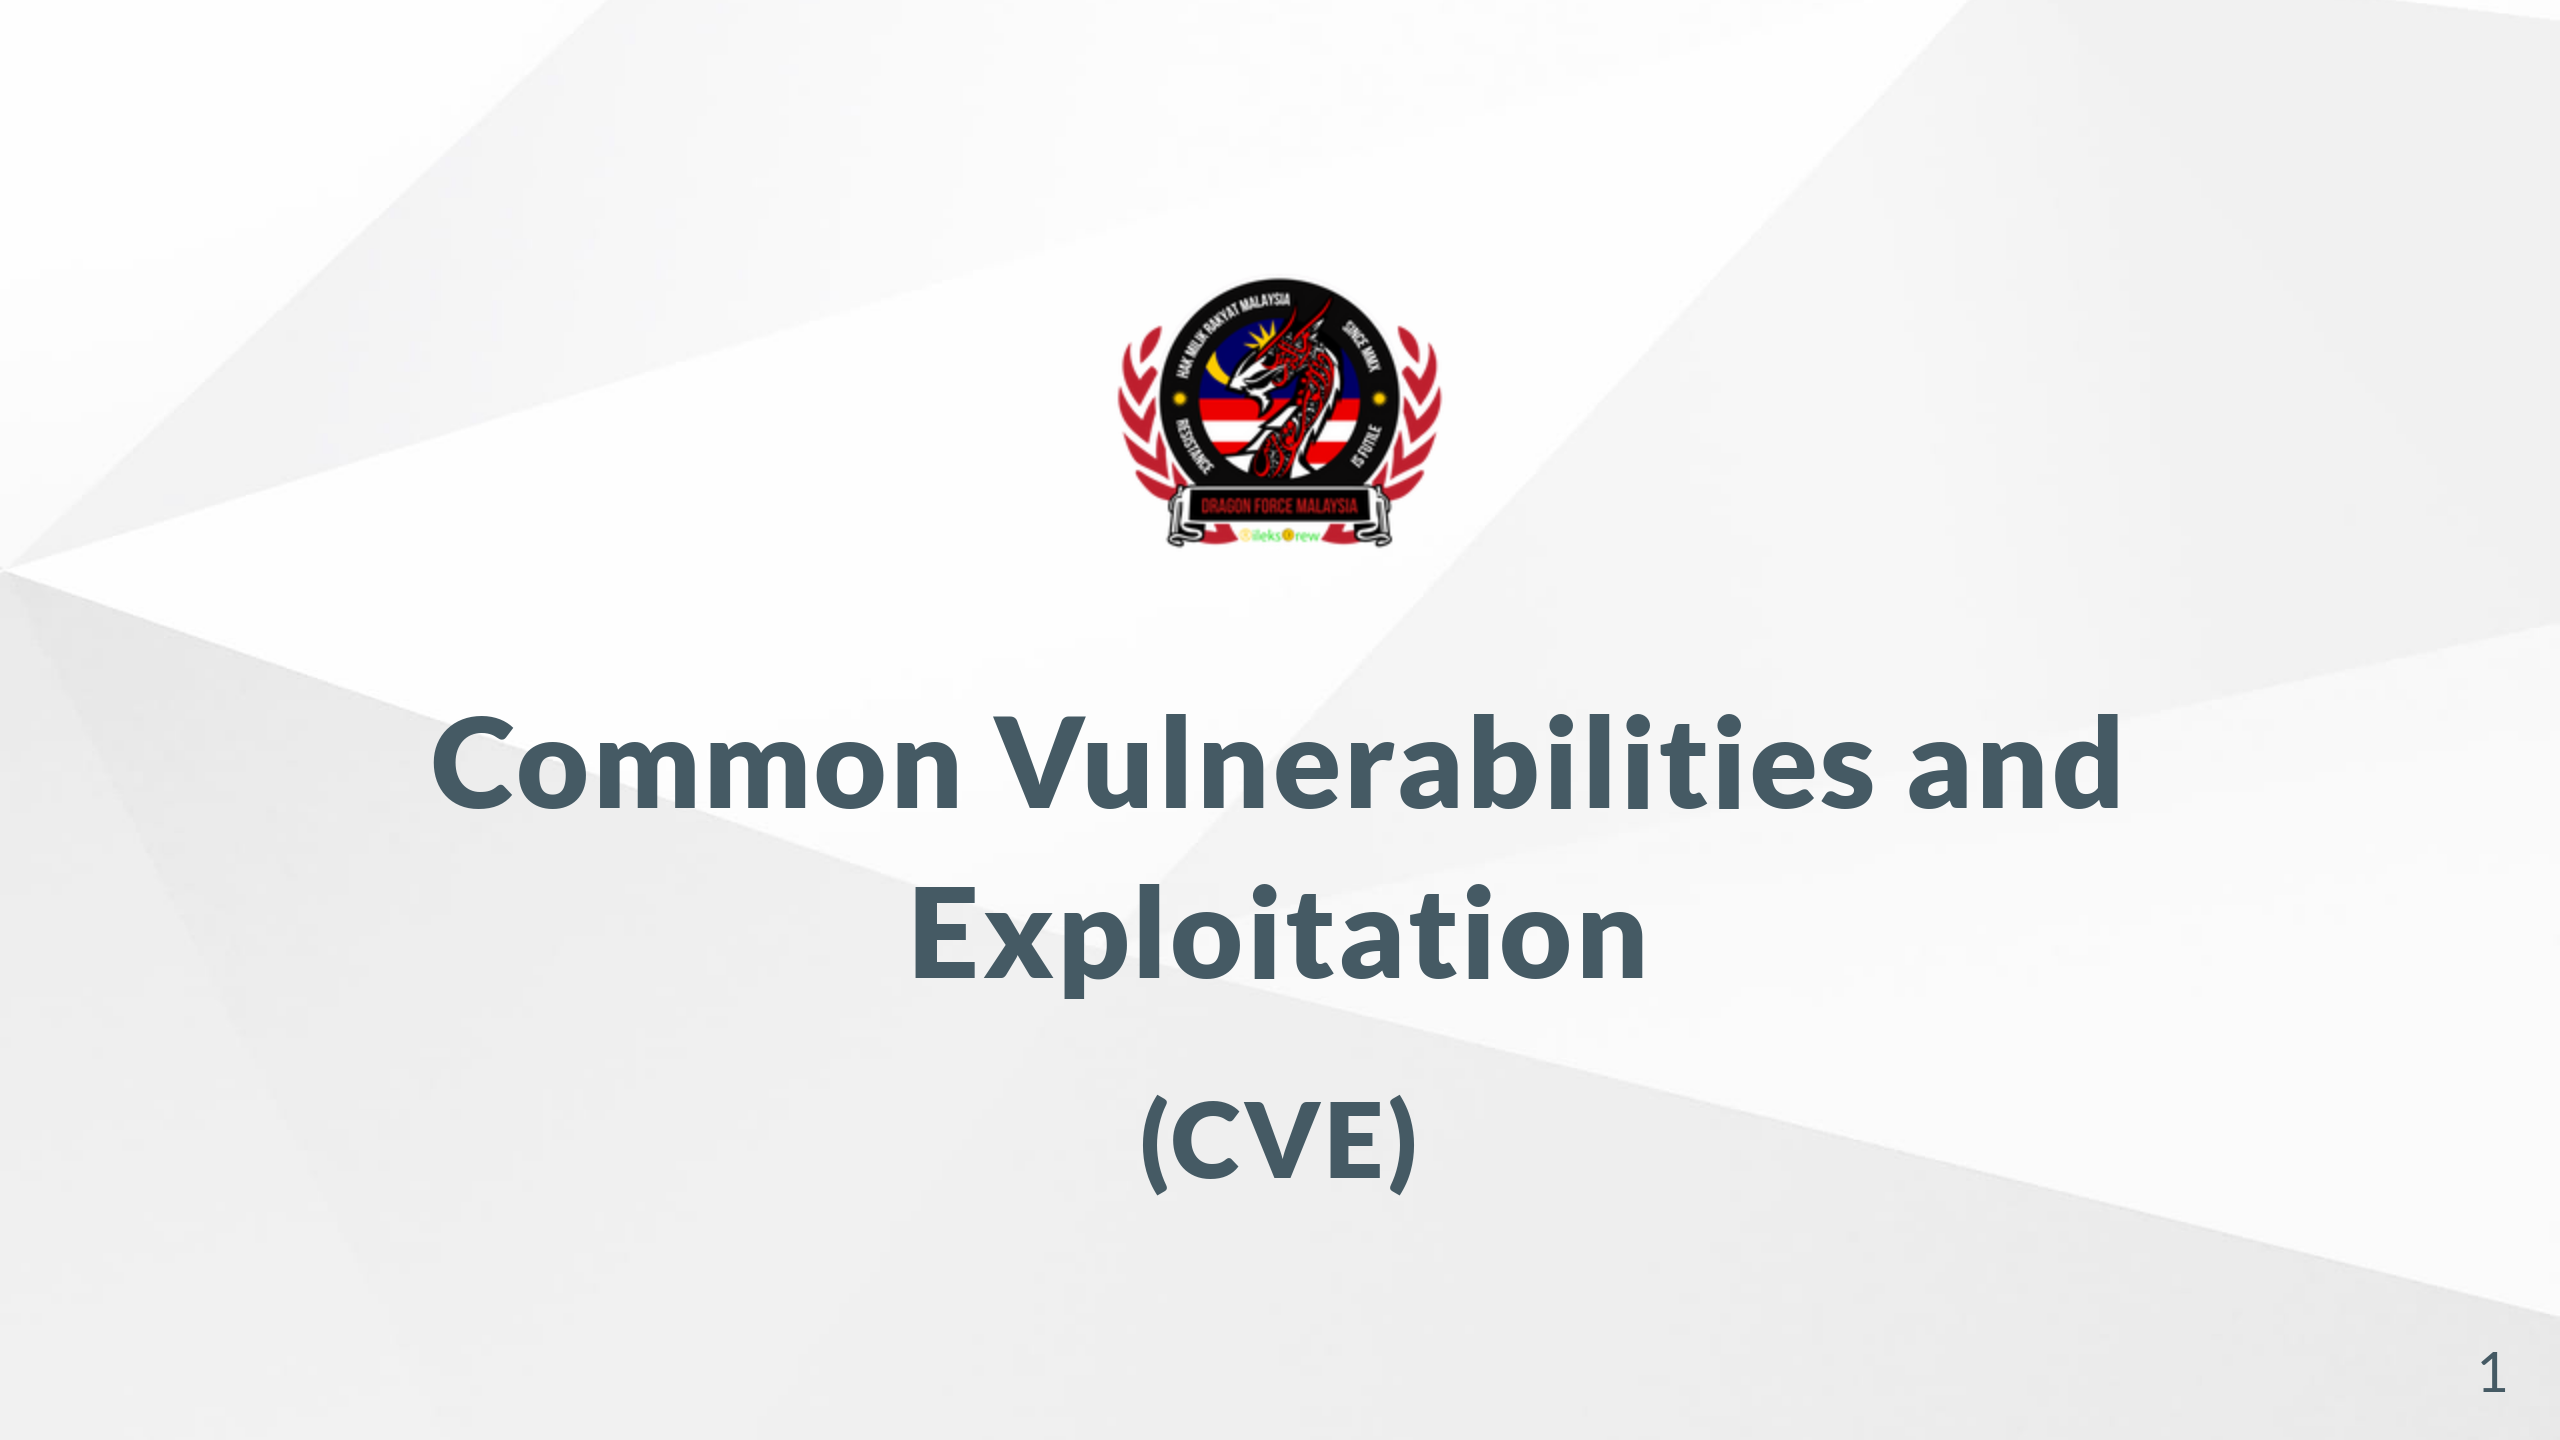 HAK MILIK RAKYAT MALAYSIA
SINCE MMX
RESISTANCE
IS FUTILE
DRAGON FORCE MALAYSIA
Common Vulnerabilities and
Exploitation
(CVE)
1